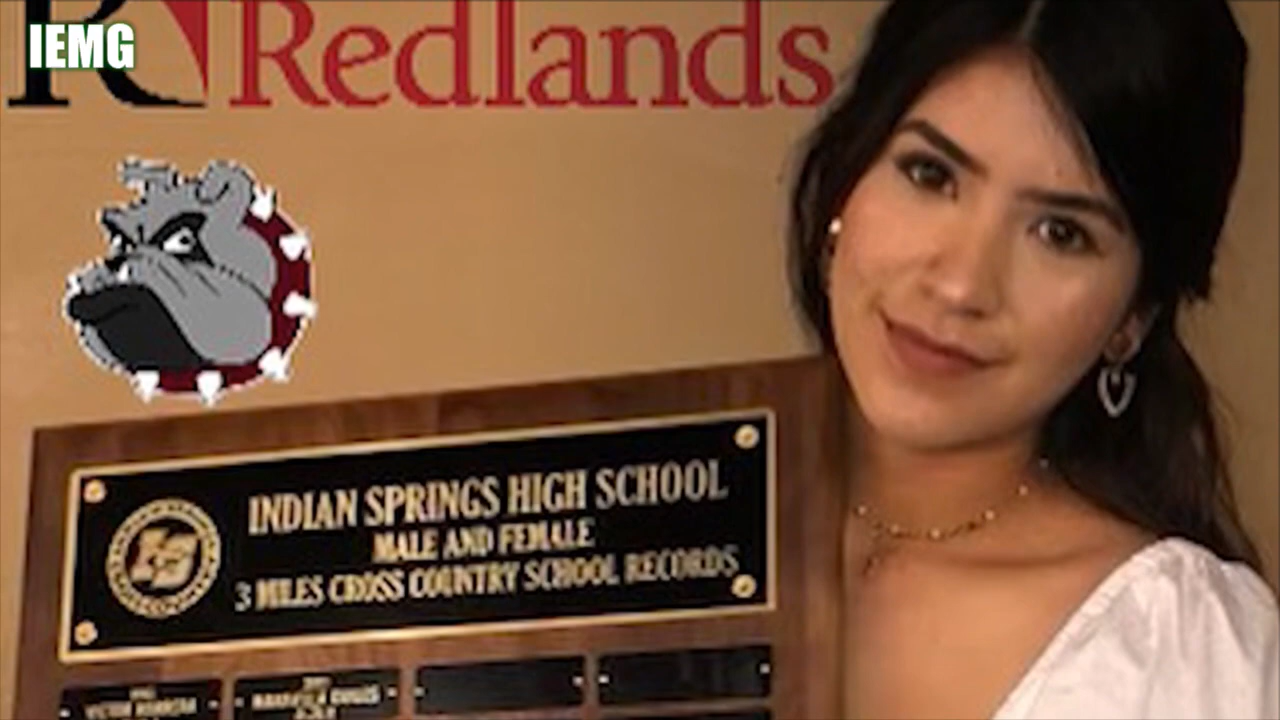 IEMG
R Redlands
INDIAN SPRINGS HIGH SCHOOL
MALE AND FEMALE
3 MILES CROSS COUNTRY SCHOOL RECORDS